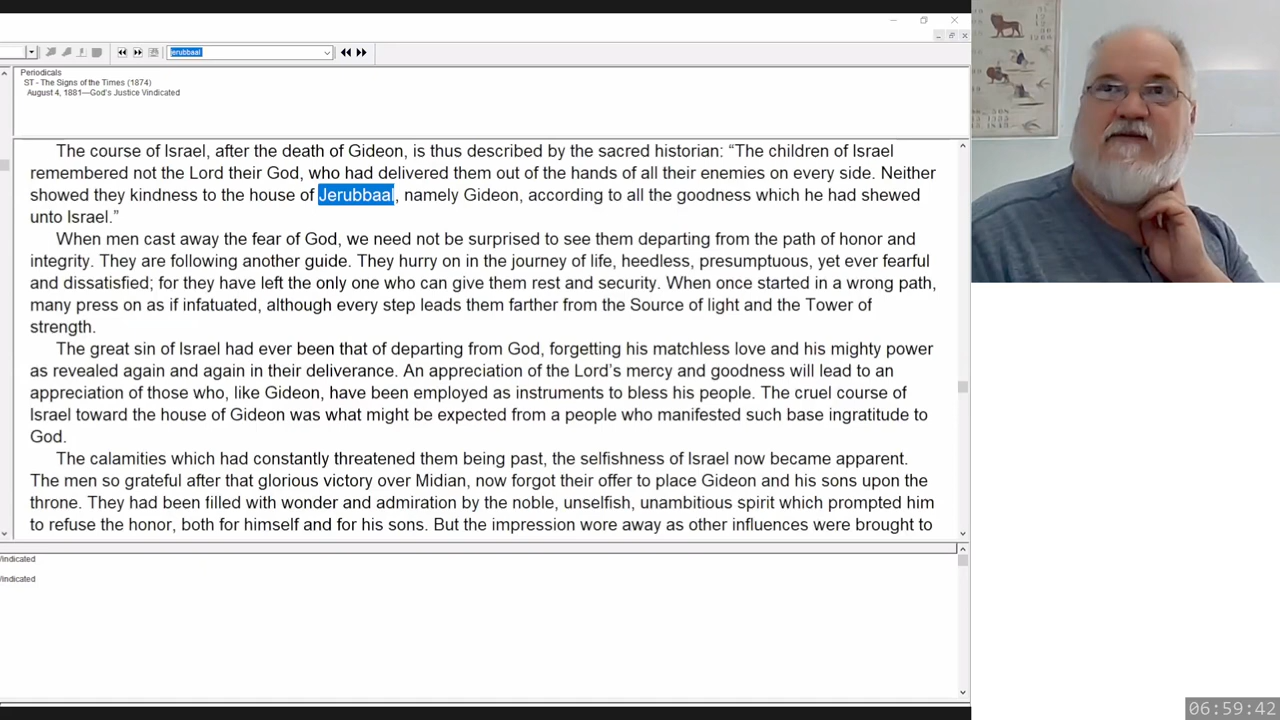 jerubbaal
Periodicals
ST - The Signs of the Times (1874)
August 4, 1881—God's Justice Vindicated
The course of Israel, after the death of Gideon, is thus described by the sacred historian: “The children of Israel
remembered not the Lord their God, who had delivered them out of the hands of all their enemies on every side. Neither
showed they kindness to the house of Jerubbaal, namely Gideon, according to all the goodness which he had shewed
unto Israel.”
When men cast away the fear of God, we need not be surprised to see them departing from the path of honor and
integrity. They are following another guide. They hurry on in the journey of life, heedless, presumptuous, yet ever fearful
and dissatisfied; for they have left the only one who can give them rest and security. When once started in a wrong path,
many press on as if infatuated, although every step leads them farther from the Source of light and the Tower of
strength.
The great sin of Israel had ever been that of departing from God, forgetting his matchless love and his mighty power
as revealed again and again in their deliverance. An appreciation of the Lord’s mercy and goodness will lead to an
appreciation of those who, like Gideon, have been employed as instruments to bless his people. The cruel course of
Israel toward the house of Gideon was what might be expected from a people who manifested such base ingratitude to
God.
The calamities which had constantly threatened them being past, the selfishness of Israel now became apparent.
The men so grateful after that glorious victory over Midian, now forgot their offer to place Gideon and his sons upon the
throne. They had been filled with wonder and admiration by the noble, unselfish, unambitious spirit which prompted him
to refuse the honor, both for himself and for his sons. But the impression wore away as other influences were brought to
/indicated
/indicated
06:59:42